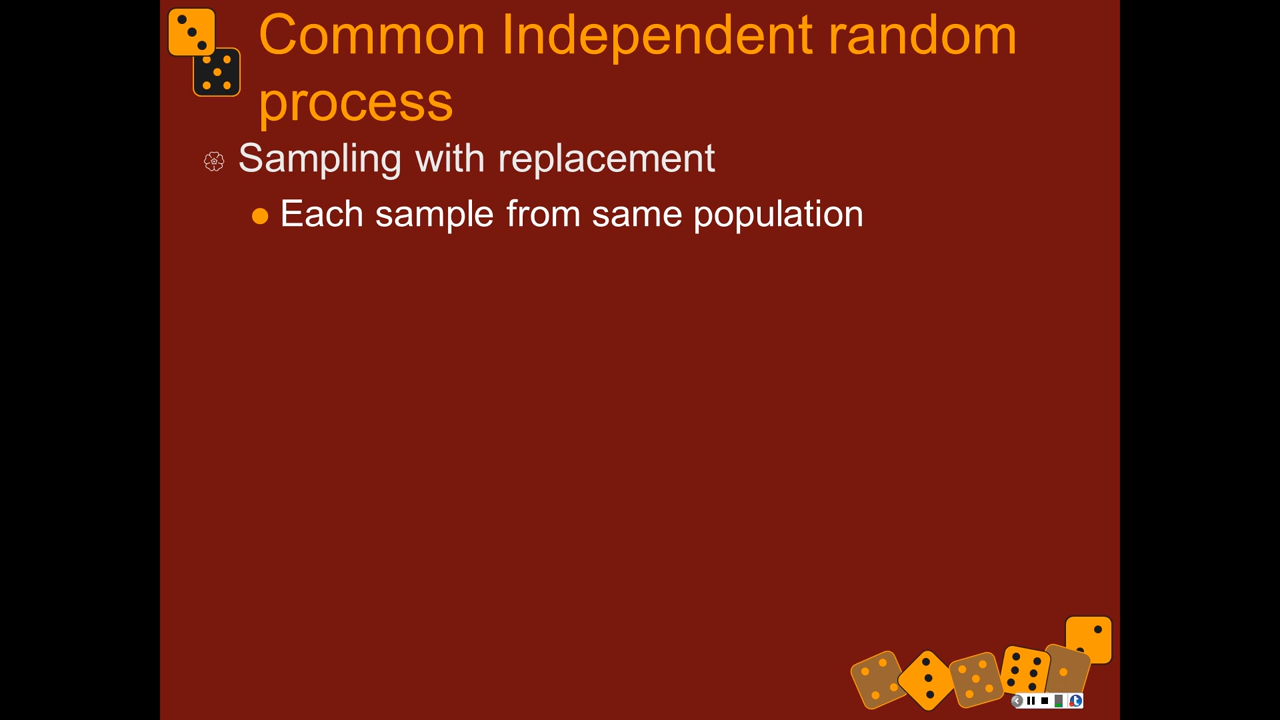 Common Independent random
process
Sampling with replacement
Each sample from same population